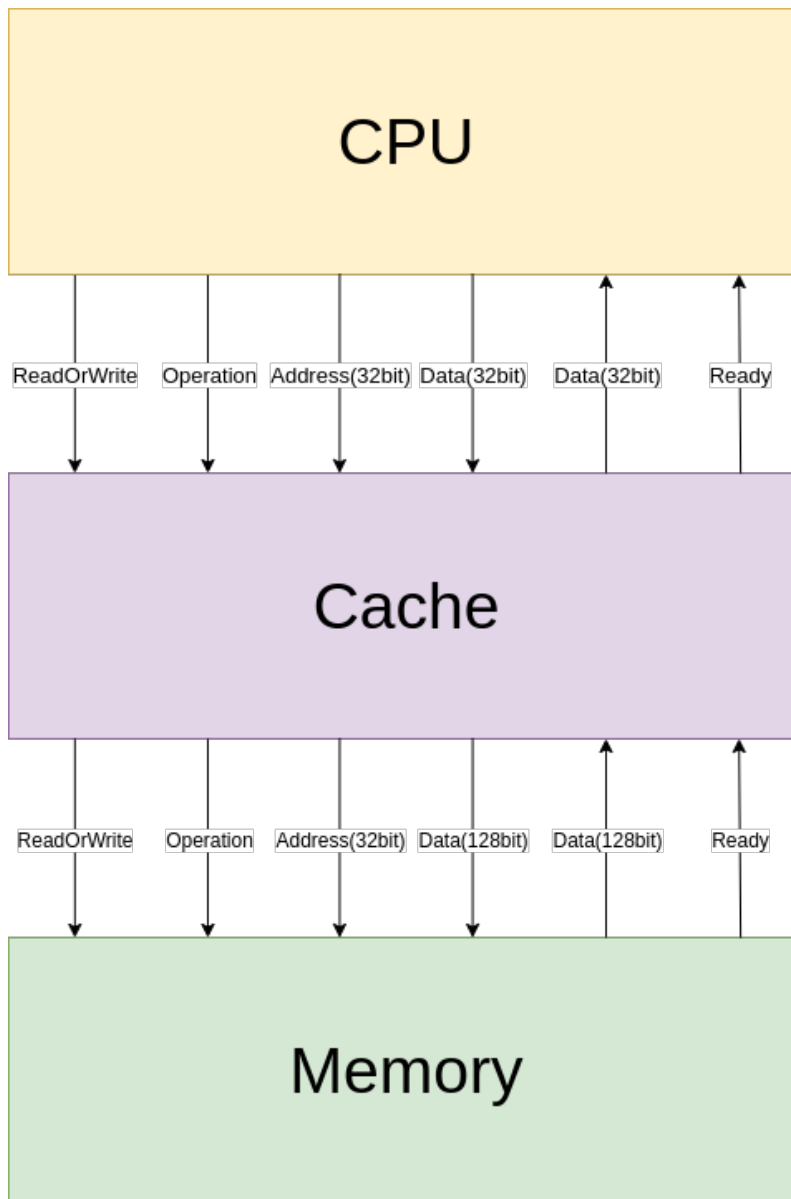 CPU
ReadOrWrite
Operation
Address(32bit)
Data(32bit)
Data(32bit)
Ready
Cache
ReadOrWrite
Operation
Address(32bit)
Data(128bit)
Data(128bit)
Ready
Memory